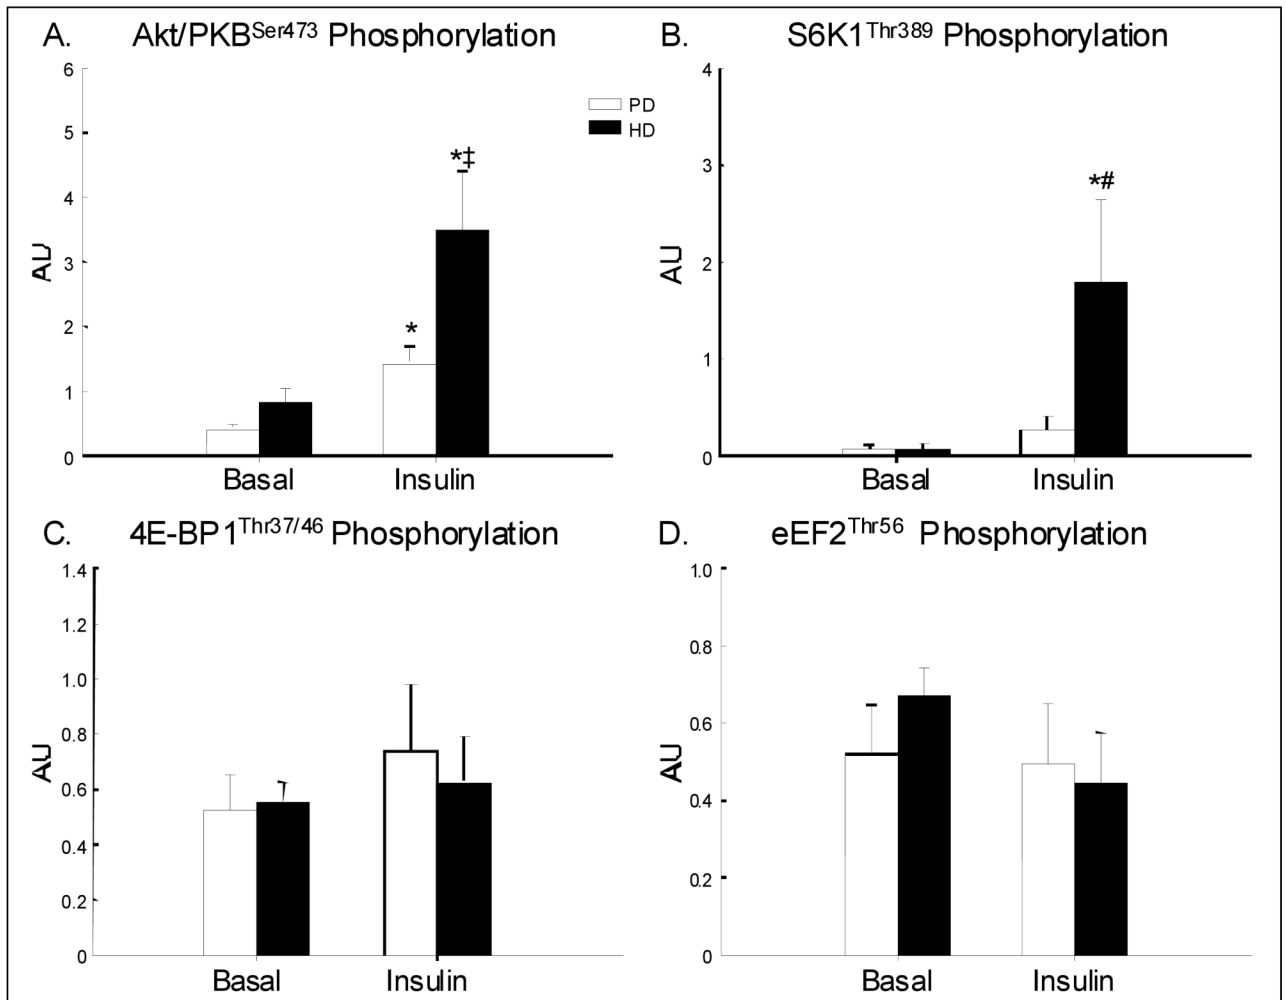 A. Akt/PKBSer473 Phosphorylation
6
5
4
3
2
1
0
AU
PD
HD
*
*‡
Basal Insulin
B. S6K1Thr389 Phosphorylation
4
3
2
1
0
AU
*#
Basal Insulin
C. 4E-BP1Thr37/46 Phosphorylation
1.4
1.2
1.0
0.8
0.6
0.4
0.2
0
AU
Basal Insulin
D. eEF2Thr56 Phosphorylation
1.0
0.8
0.6
0.4
0.2
0
AU
Basal Insulin